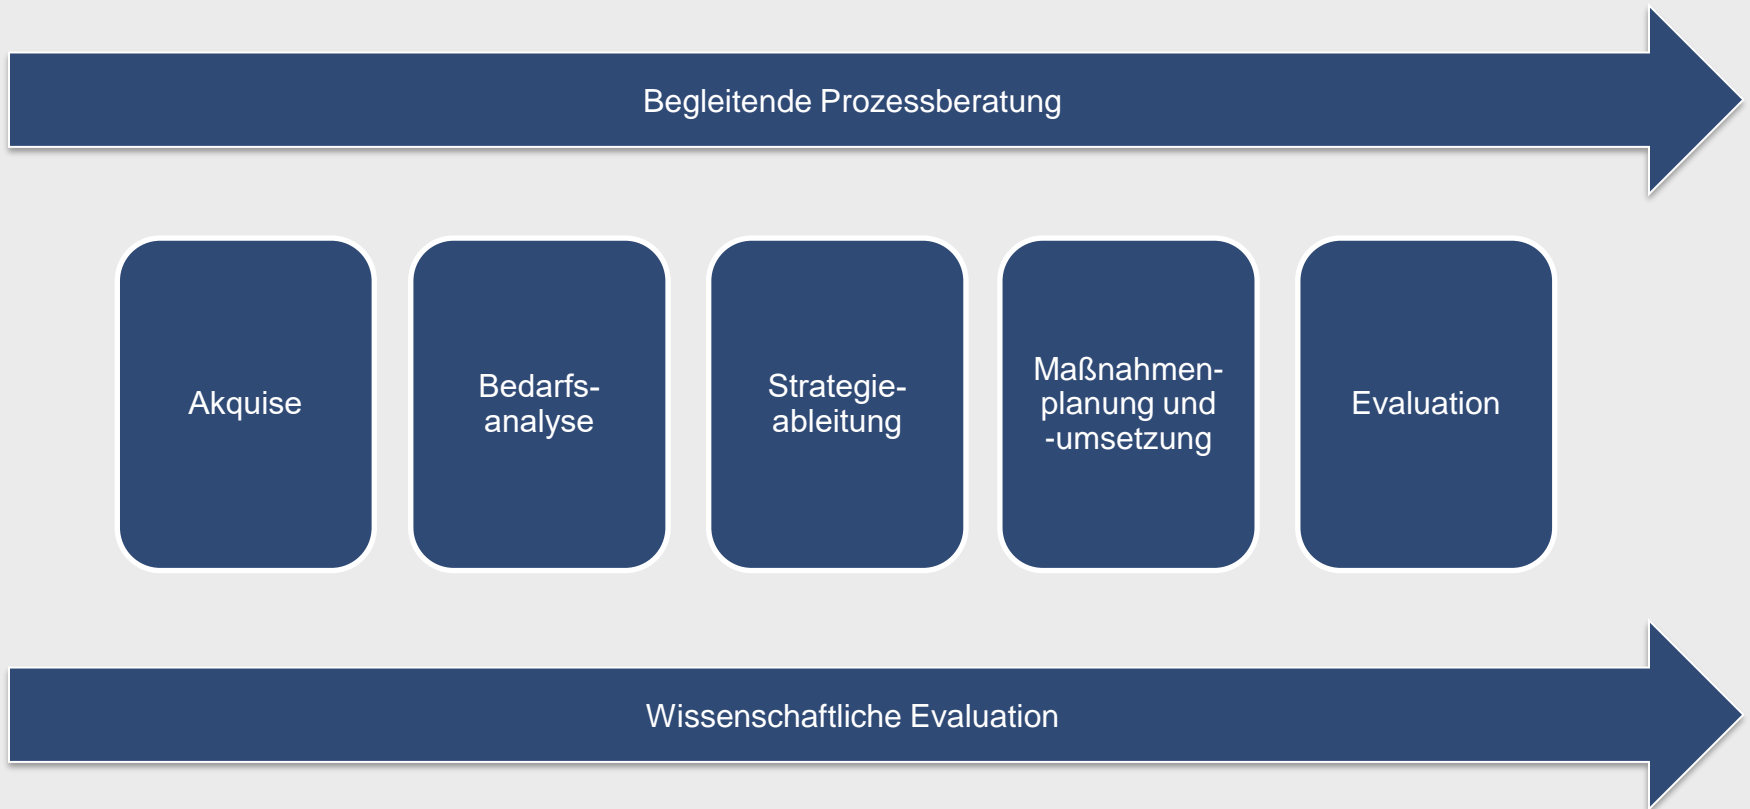 Begleitende Prozessberatung
Akquise
Bedarfs-
analyse
Strategie-
ableitung
Maßnahmen-
planung und
-umsetzung
Evaluation
Wissenschaftliche Evaluation